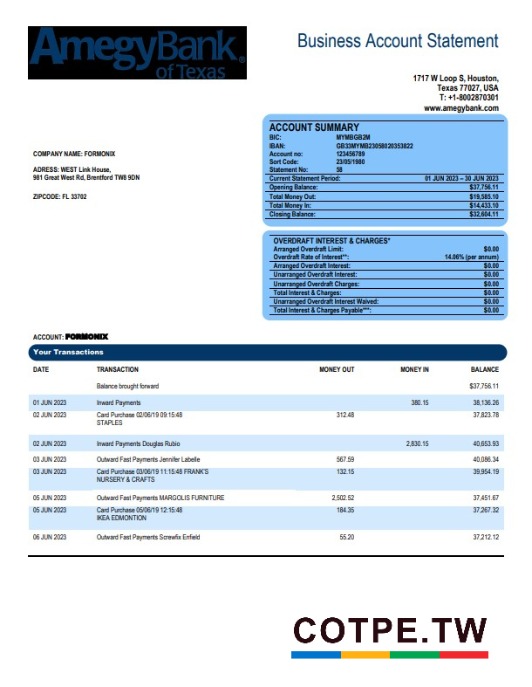 AmegyBank®
of Texas
Business Account Statement
1717 W Loop S, Houston,
Texas 77027, USA
T: +1-8002870301
www.amegybank.com
COMPANY NAME: FORMONIX
ADRESS: WEST Link House,
981 Great West Rd, Brentford TW8 9DN
ZIPCODE: FL 33702
ACCOUNT SUMMARY
BIC: MYMBGB2M
IBAN: GB33MYMB23058020353822
Account no: 123456789
Sort Code: 23/05/1980
Statement No: 58
Current Statement Period: 01 JUN 2023 – 30 JUN 2023
Opening Balance: $37,756.11
Total Money Out: $19,585.10
Total Money In: $14,433.10
Closing Balance: $32,604.11
OVERDRAFT INTEREST & CHARGES*
Arranged Overdraft Limit: $0.00
Overdraft Rate of Interest**: 14.06% (per annum)
Arranged Overdraft Interest: $0.00
Unarranged Overdraft Interest: $0.00
Unarranged Overdraft Charges: $0.00
Total Interest & Charges: $0.00
Unarranged Overdraft Interest Waived: $0.00
Total Interest & Charges Payable***: $0.00
ACCOUNT: FORMONIX
Your Transactions
DATE TRANSACTION MONEY OUT MONEY IN BALANCE
Balance brought forward $37,756.11
01 JUN 2023 Inward Payments 380.15 38,136.26
02 JUN 2023 Card Purchase 02/06/19 09:15:48 312.48 37,823.78
STAPLES
02 JUN 2023 Inward Payments Douglas Rubio 2,830.15 40,653.93
03 JUN 2023 Outward Fast Payments Jennifer Labelle 567.59 40,086.34
03 JUN 2023 Card Purchase 03/06/19 11:15:48 FRANK'S 132.15 39,954.19
NURSERY & CRAFTS
05 JUN 2023 Outward Fast Payments MARGOLIS FURNITURE 2,502.52 37,451.67
05 JUN 2023 Card Purchase 05/06/19 12:15:48 184.35 37,267.32
IKEA EDMONTION
06 JUN 2023 Outward Fast Payments Screwfix Enfield 55.20 37,212.12
COTPE.TW